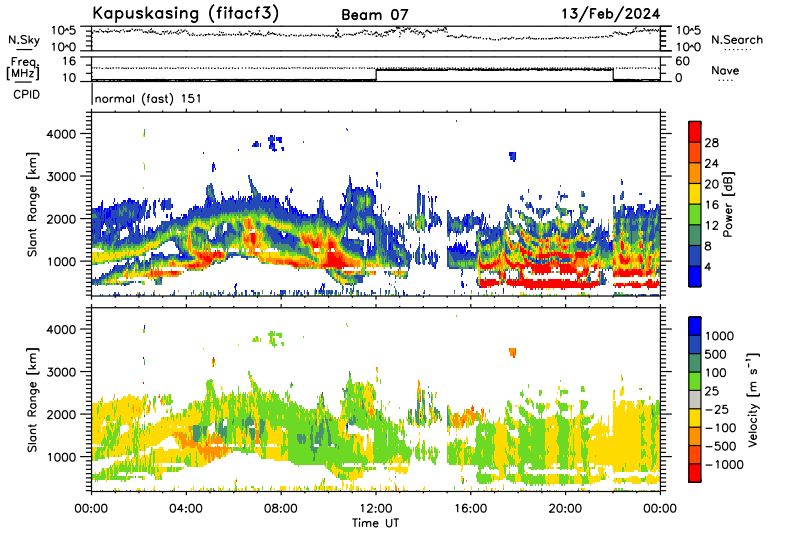 Kapuskasing (fitacf3) Beam 07 13/Feb/2024
N.Sky 10^5 10^0 10^5 10^0 N.Search
Freq. [MHz] 16 10 60 0 Nave
CPID normal (fast) 151
Slant Range [km] 4000 3000 2000 1000
Power [dB] 28 24 20 16 12 8 4
Slant Range [km] 4000 3000 2000 1000
Velocity [m s⁻¹] 1000 500 100 25 −25 −100 −500 −1000
00:00 04:00 08:00 12:00 16:00 20:00 00:00
Time UT